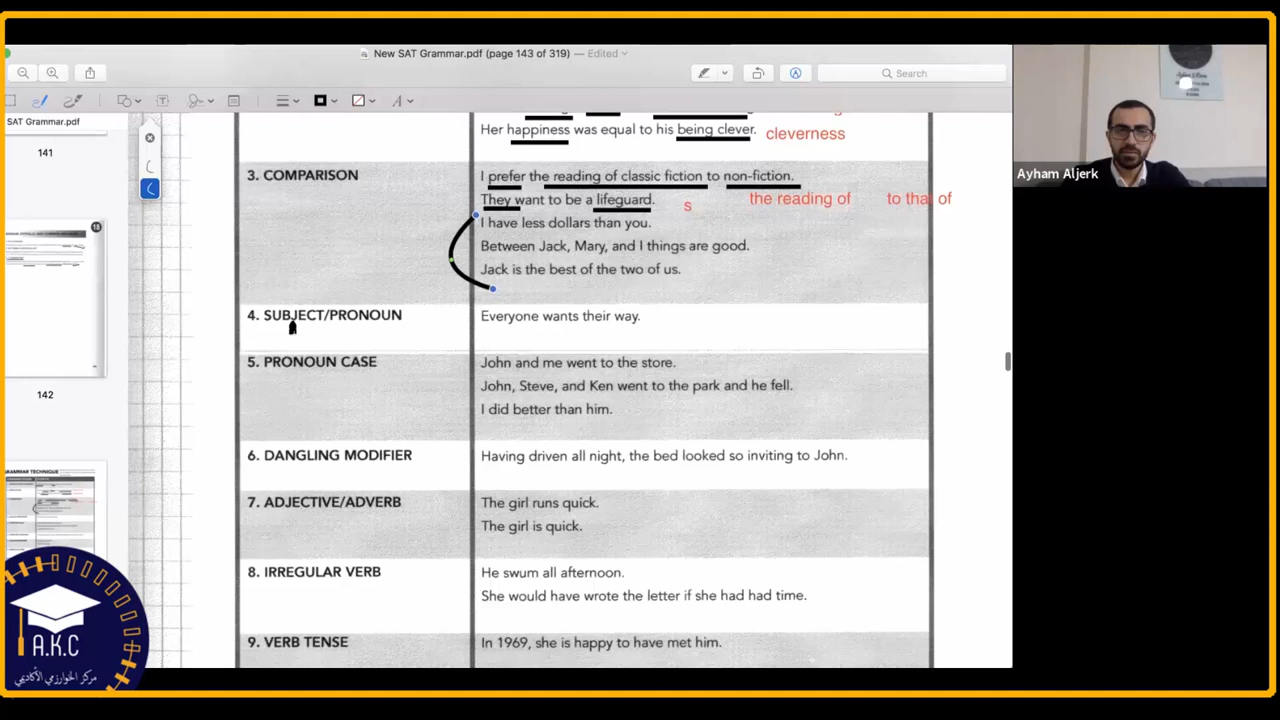 New SAT Grammar.pdf (page 143 of 319) — Edited
Search
SAT Grammar.pdf
141
142
Her happiness was equal to his being clever. cleverness
3. COMPARISON
I prefer the reading of classic fiction to non-fiction.
They want to be a lifeguard. s the reading of to that of
I have less dollars than you.
Between Jack, Mary, and I things are good.
Jack is the best of the two of us.
4. SUBJECT/PRONOUN
Everyone wants their way.
5. PRONOUN CASE
John and me went to the store.
John, Steve, and Ken went to the park and he fell.
I did better than him.
6. DANGLING MODIFIER
Having driven all night, the bed looked so inviting to John.
7. ADJECTIVE/ADVERB
The girl runs quick.
The girl is quick.
8. IRREGULAR VERB
He swum all afternoon.
She would have wrote the letter if she had had time.
9. VERB TENSE
In 1969, she is happy to have met him.
Ayham Aljerk
A.K.C
مركز الخوارزمي الأكاديمي